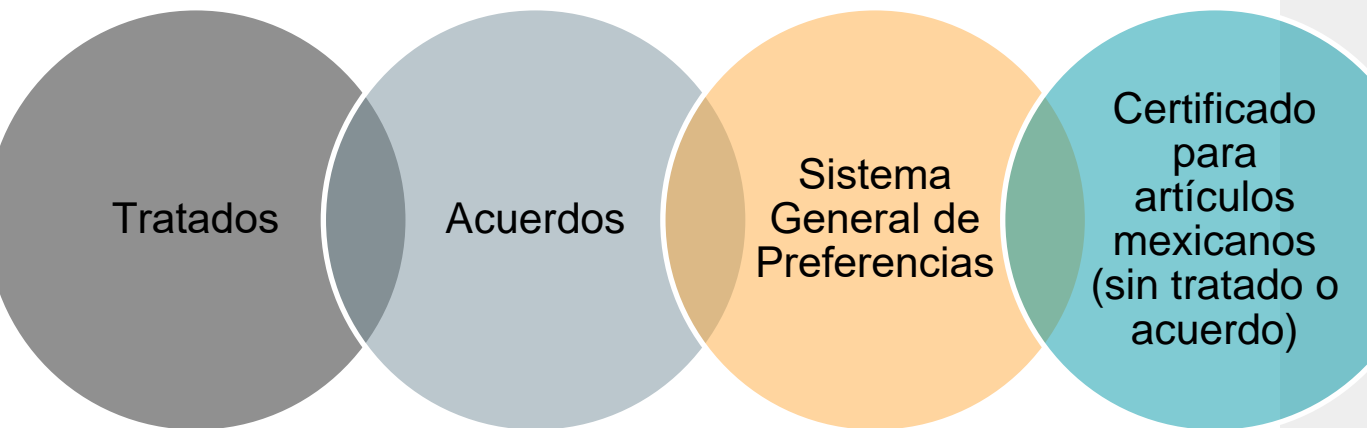 Tratados
Acuerdos
Sistema
General de
Preferencias
Certificado
para
artículos
mexicanos
(sin tratado o
acuerdo)